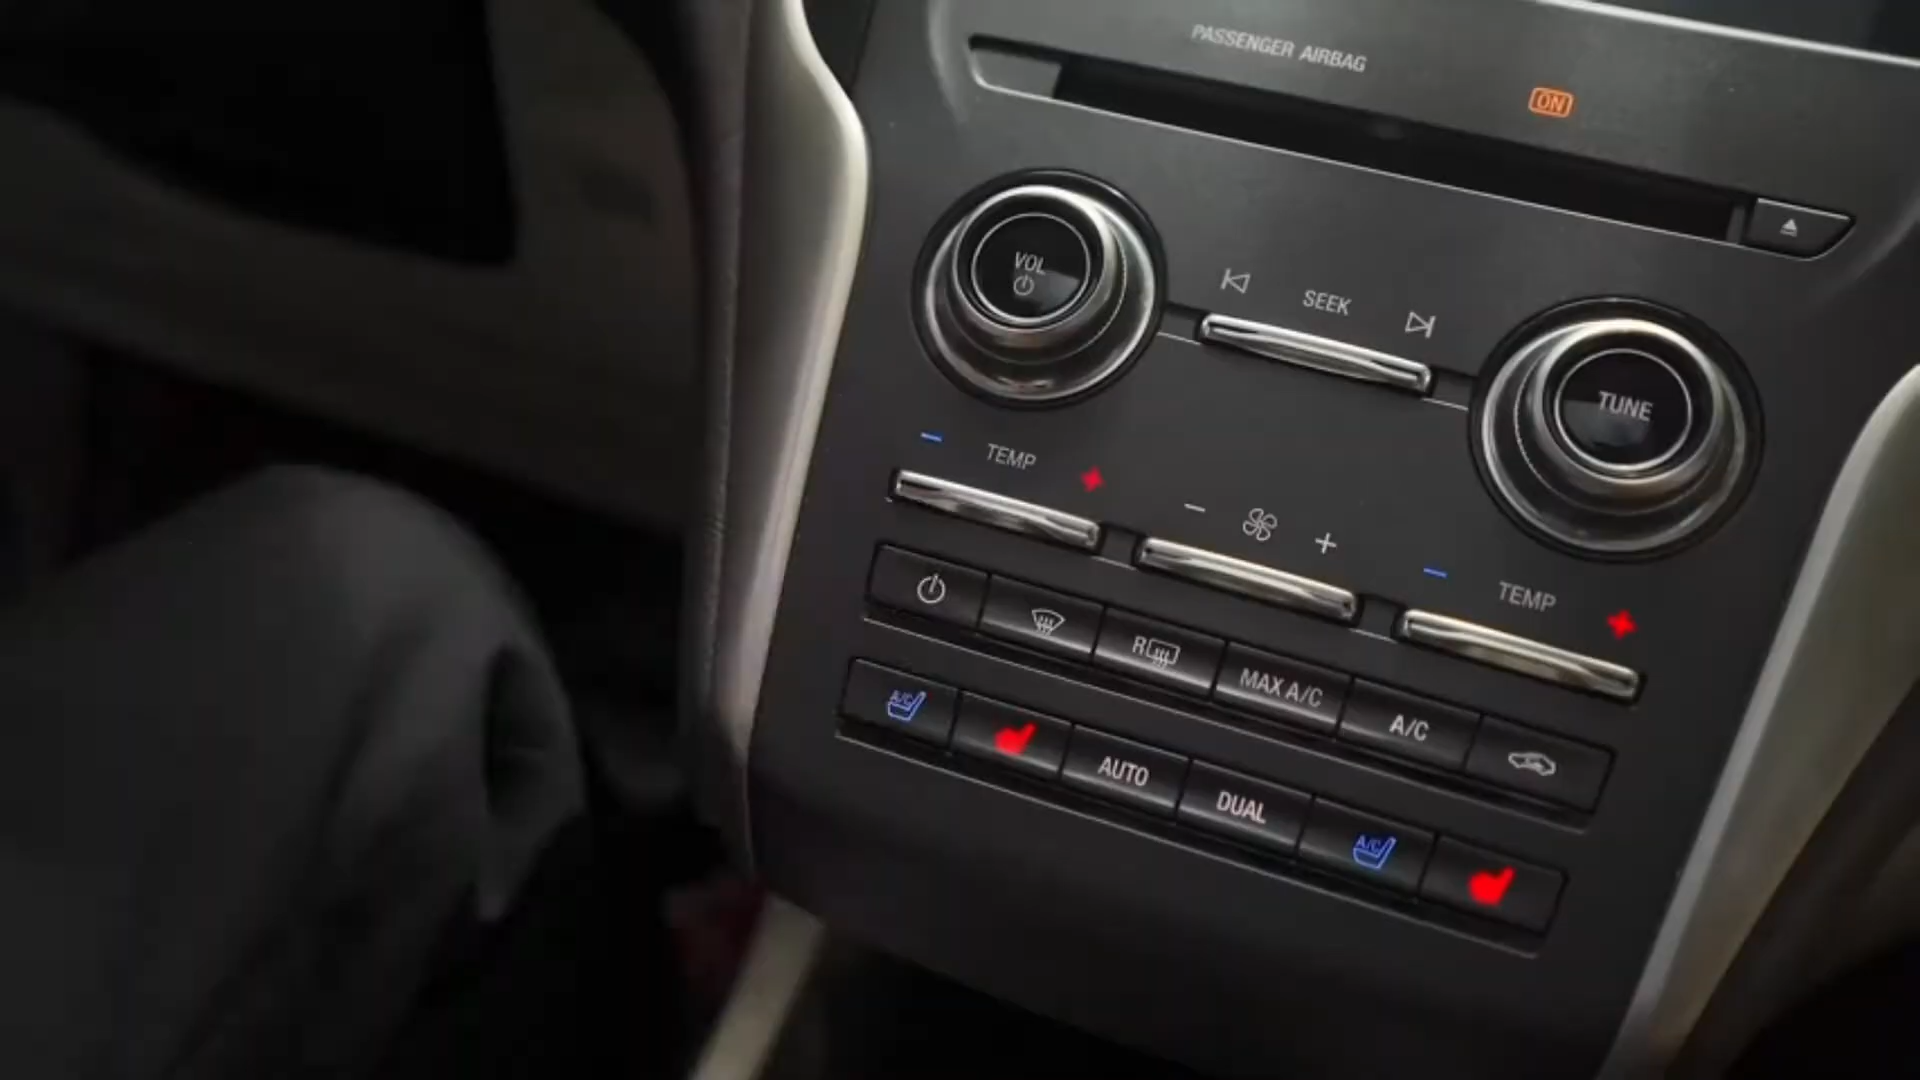 PASSENGER AIRBAG
ON
VOL
SEEK
TUNE
TEMP
TEMP
R
MAX A/C
A/C
A/C
AUTO
DUAL
A/C